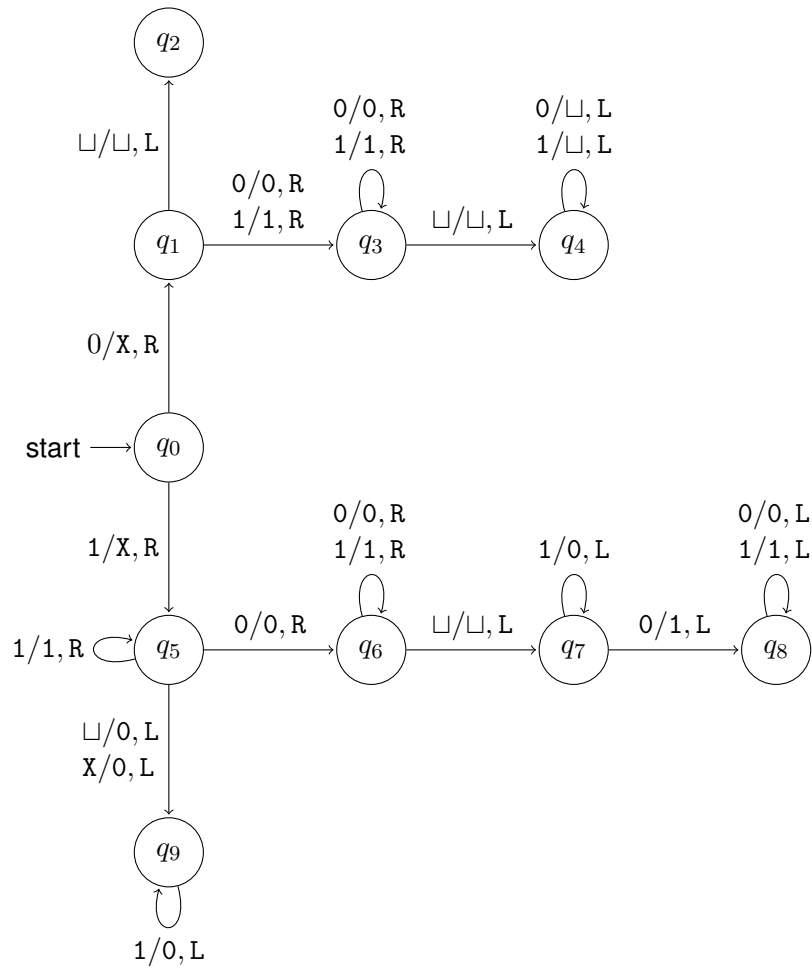 q2
0/0, R
0/⊔, L
1/1, R
1/⊔, L
⊔/⊔, L
0/0, R
1/1, R
⊔/⊔, L
q1
q3
q4
0/X, R
start
q0
0/0, R
0/0, L
1/X, R
1/1, R
1/0, L
1/1, L
1/1, R
q5
0/0, R
q6
⊔/⊔, L
q7
0/1, L
q8
⊔/0, L
X/0, L
q9
1/0, L